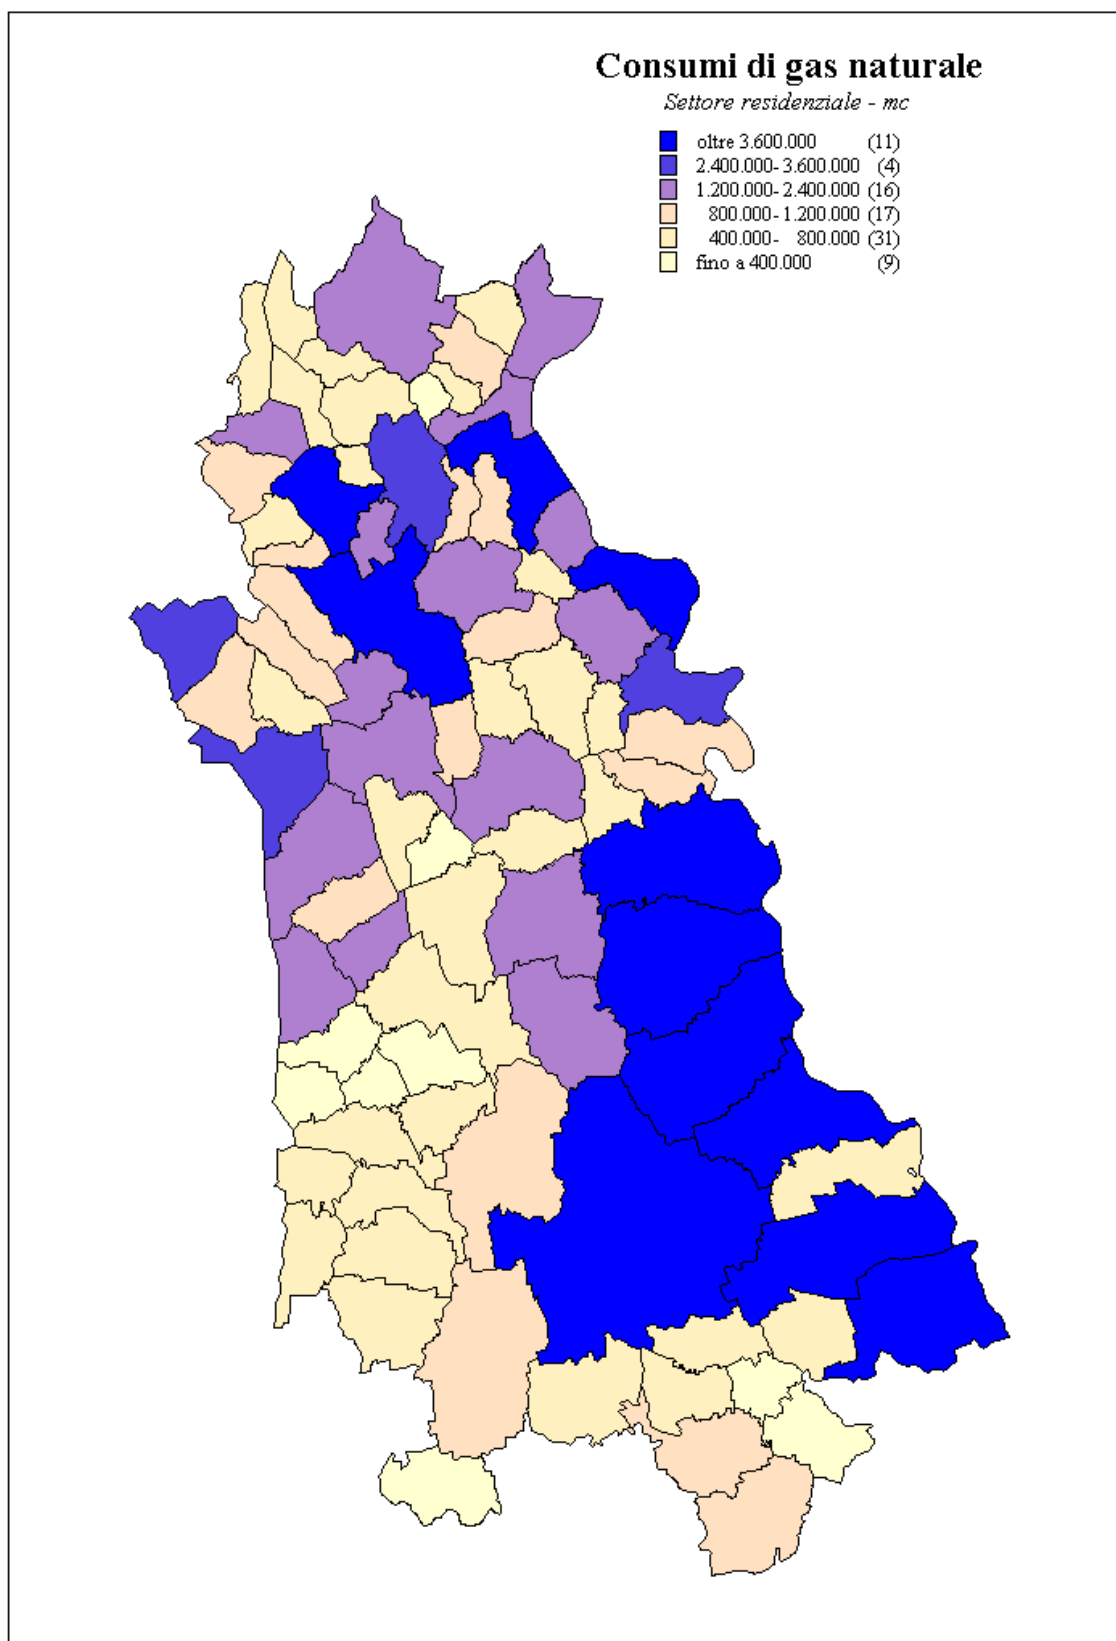 Consumi di gas naturale
Settore residenziale - mc
oltre 3.600.000 (11)
2.400.000- 3.600.000 (4)
1.200.000- 2.400.000 (16)
800.000- 1.200.000 (17)
400.000- 800.000 (31)
fino a 400.000 (9)